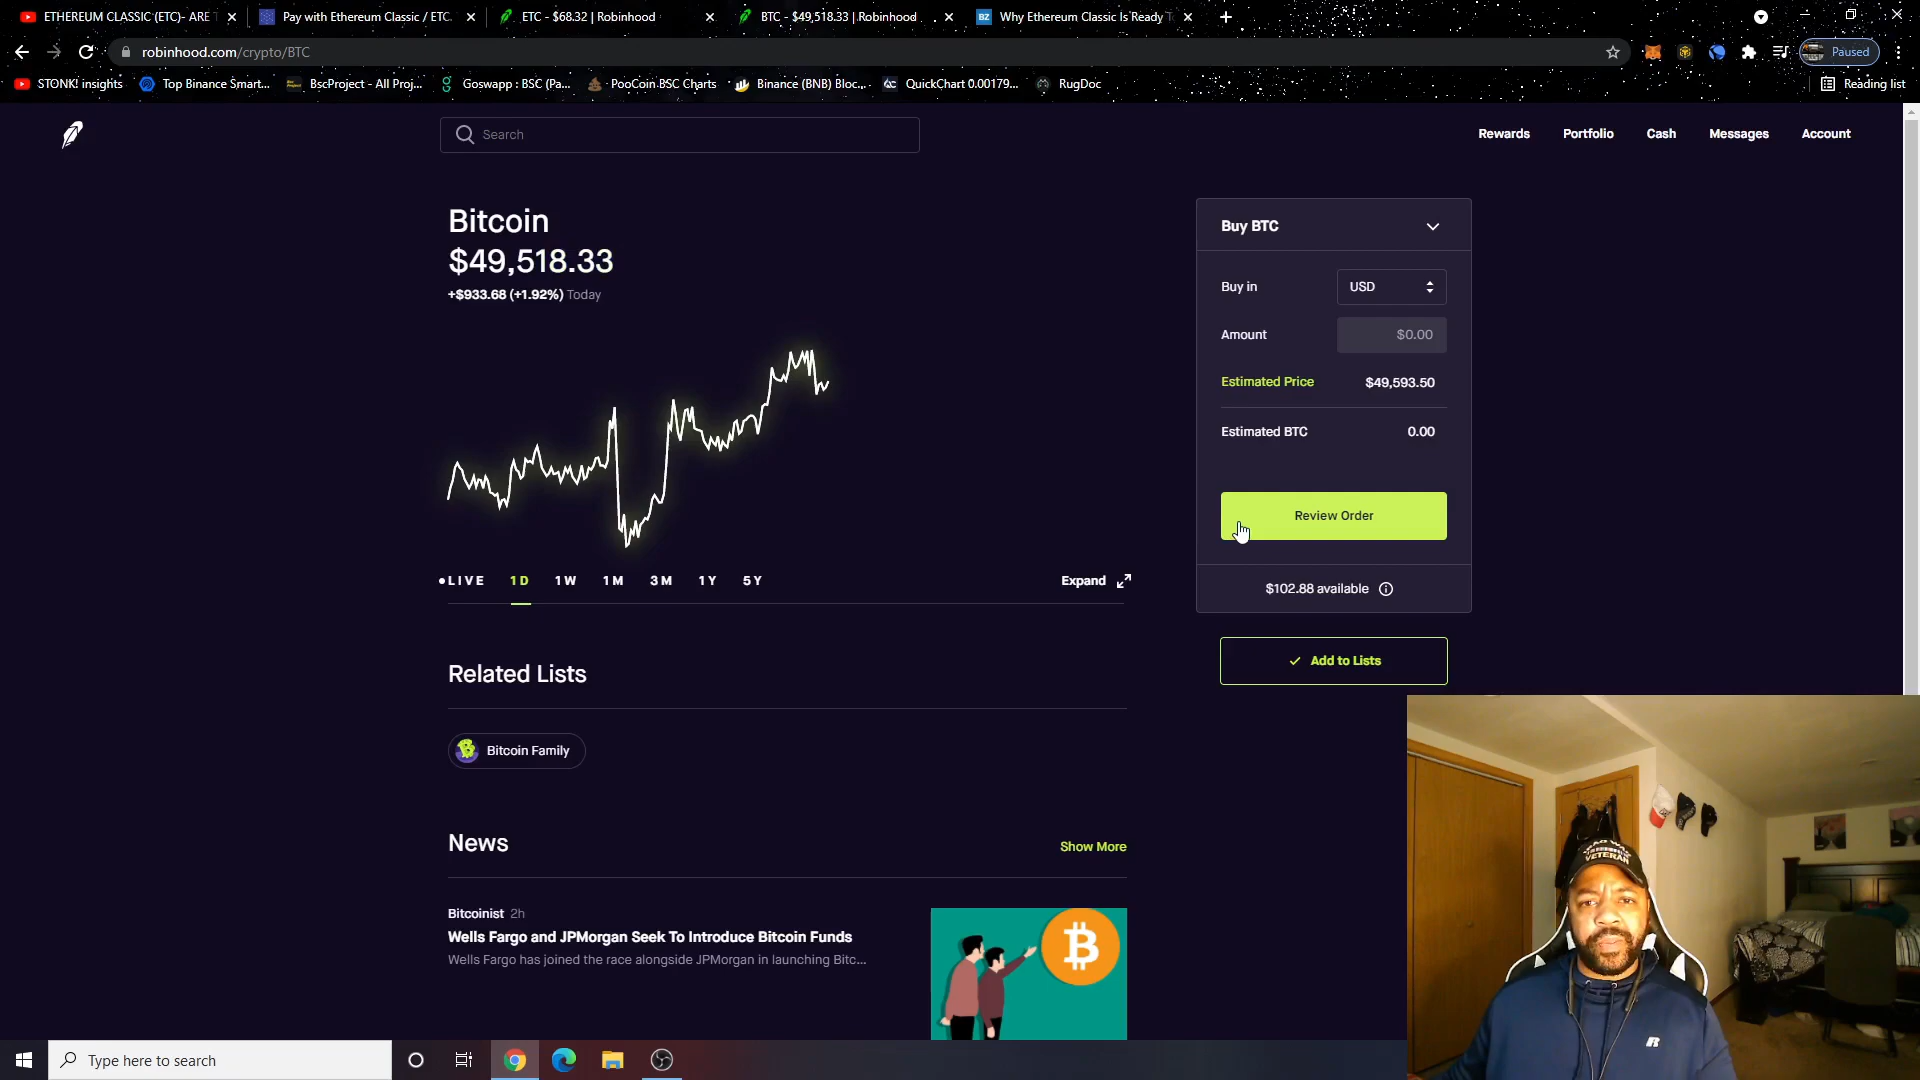 ETHEREUM CLASSIC (ETC)- ARE T
Pay with Ethereum Classic / ETC
ETC - $68.32 | Robinhood
BTC - $49,518.33 | Robinhood
BZ Why Ethereum Classic Is Ready T
robinhood.com/crypto/BTC
Paused
STONK! insights
Top Binance Smart...
BscProject - All Proj...
Goswapp : BSC (Pa...
PooCoin BSC Charts
Binance (BNB) Bloc...
QuickChart 0.00179...
RugDoc
Reading list
Search
Rewards
Portfolio
Cash
Messages
Account
Bitcoin
$49,518.33
+$933.68 (+1.92%) Today
LIVE 1D 1W 1M 3M 1Y 5Y
Expand
Buy BTC
Buy in USD
Amount $0.00
Estimated Price $49,593.50
Estimated BTC 0.00
Review Order
$102.88 available
Add to Lists
Related Lists
Bitcoin Family
News
Show More
Bitcoinist 2h
Wells Fargo and JPMorgan Seek To Introduce Bitcoin Funds
Wells Fargo has joined the race alongside JPMorgan in launching Bitc...
VETERAN
R
Type here to search